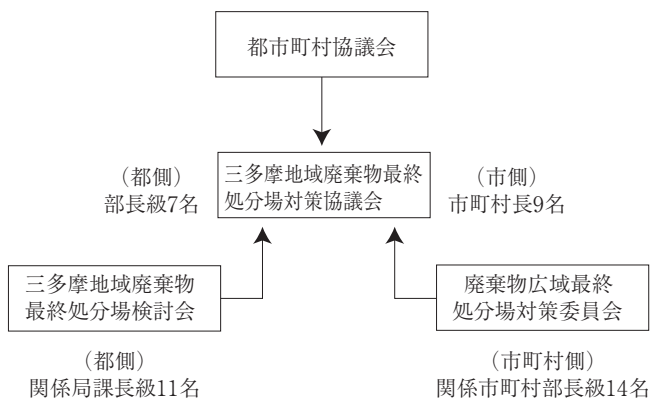 都市町村協議会
（都側）
部長級7名
三多摩地域廃棄物最終
処分場対策協議会
（市側）
市町村長9名
三多摩地域廃棄物
最終処分場検討会
廃棄物広域最終
処分場対策委員会
（都側）
関係局課長級11名
（市町村側）
関係市町村部長級14名